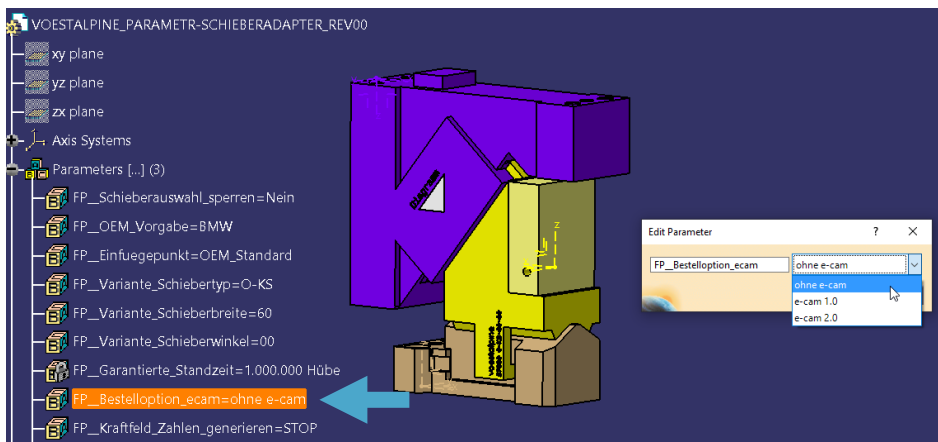 VOESTALPINE_PARAMETR-SCHIEBERADAPTER_REV00
xy plane
yz plane
zx plane
Axis Systems
Parameters [...] (3)
FP__Schieberauswahl_sperren=Nein
FP__OEM_Vorgabe=BMW
FP__Einfuegepunkt=OEM_Standard
FP__Variante_Schiebertyp=O-KS
FP__Variante_Schieberbreite=60
FP__Variante_Schieberwinkel=00
FP__Garantierte_Standzeit=1.000.000 Hübe
FP__Bestelloption_ecam=ohne e-cam
FP__Kraftfeld_Zahlen_generieren=STOP
z
voestalpine
Edit Parameter
?
FP__Bestelloption_ecam
ohne e-cam
ohne e-cam
e-cam 1.0
e-cam 2.0